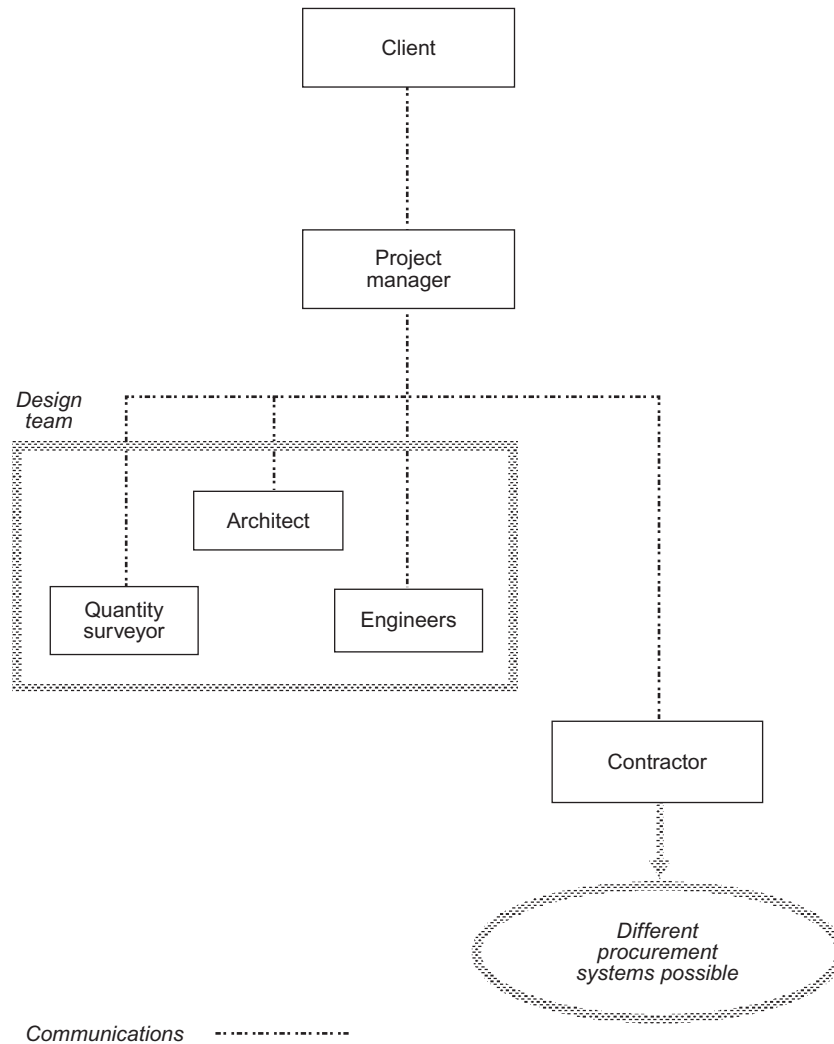 Client
Project
manager
Design
team
Architect
Quantity
surveyor
Engineers
Contractor
Different
procurement
systems possible
Communications